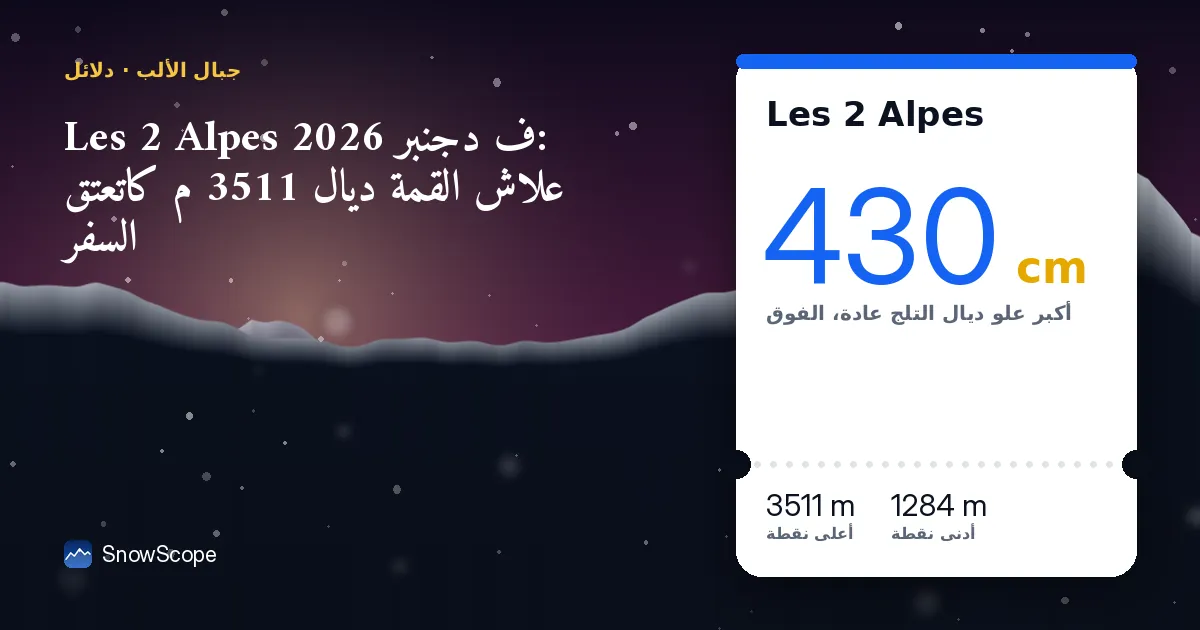 جبال الألب · دلائل
Les 2 Alpes ف دجنبر 2026:
علاش القمة ديال 3511 م كاتعتق
السفر
SnowScope
Les 2 Alpes
430 cm
أكبر علو ديال الثلج عادة، الفوق
3511 m 1284 m
أعلى نقطة أدنى نقطة